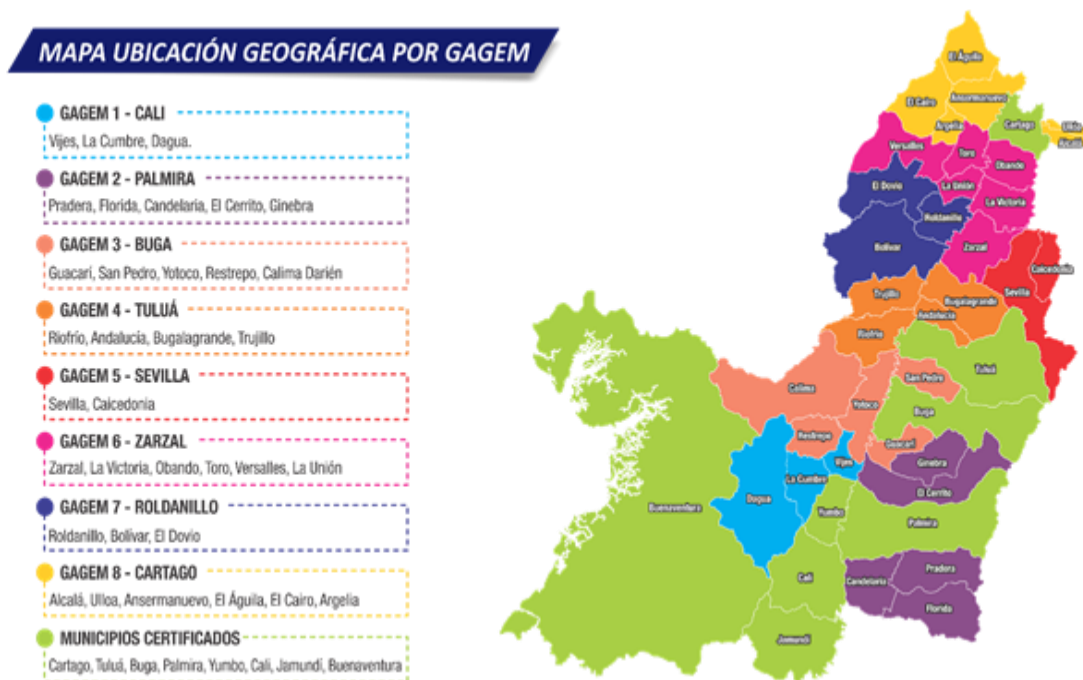 MAPA UBICACIÓN GEOGRÁFICA POR GAGEM
GAGEM 1 - CALI
Vijes, La Cumbre, Dagua.
GAGEM 2 - PALMIRA
Pradera, Florida, Candelaria, El Cerrito, Ginebra
GAGEM 3 - BUGA
Guacarí, San Pedro, Yotoco, Restrepo, Calima Darién
GAGEM 4 - TULUÁ
Riofrío, Andalucía, Bugalagrande, Trujillo
GAGEM 5 - SEVILLA
Sevilla, Caicedonia
GAGEM 6 - ZARZAL
Zarzal, La Victoria, Obando, Toro, Versalles, La Unión
GAGEM 7 - ROLDANILLO
Roldanillo, Bolívar, El Dovio
GAGEM 8 - CARTAGO
Alcalá, Ulloa, Ansermanuevo, El Águila, El Cairo, Argelia
MUNICIPIOS CERTIFICADOS
Cartago, Tuluá, Buga, Palmira, Yumbo, Cali, Jamundí, Buenaventura
El Águila
El Cairo
Ansermanuevo
Argelia
Cartago
Ulloa
Alcalá
Versalles
Toro
Obando
El Dovio
La Unión
La Victoria
Roldanillo
Bolívar
Zarzal
Caicedonia
Sevilla
Trujillo
Bugalagrande
Andalucía
Riofrío
Tuluá
San Pedro
Calima
Yotoco
Buga
Restrepo
Guacarí
Vijes
Ginebra
La Cumbre
Dagua
El Cerrito
Buenaventura
Yumbo
Palmira
Cali
Candelaria
Pradera
Florida
Jamundí